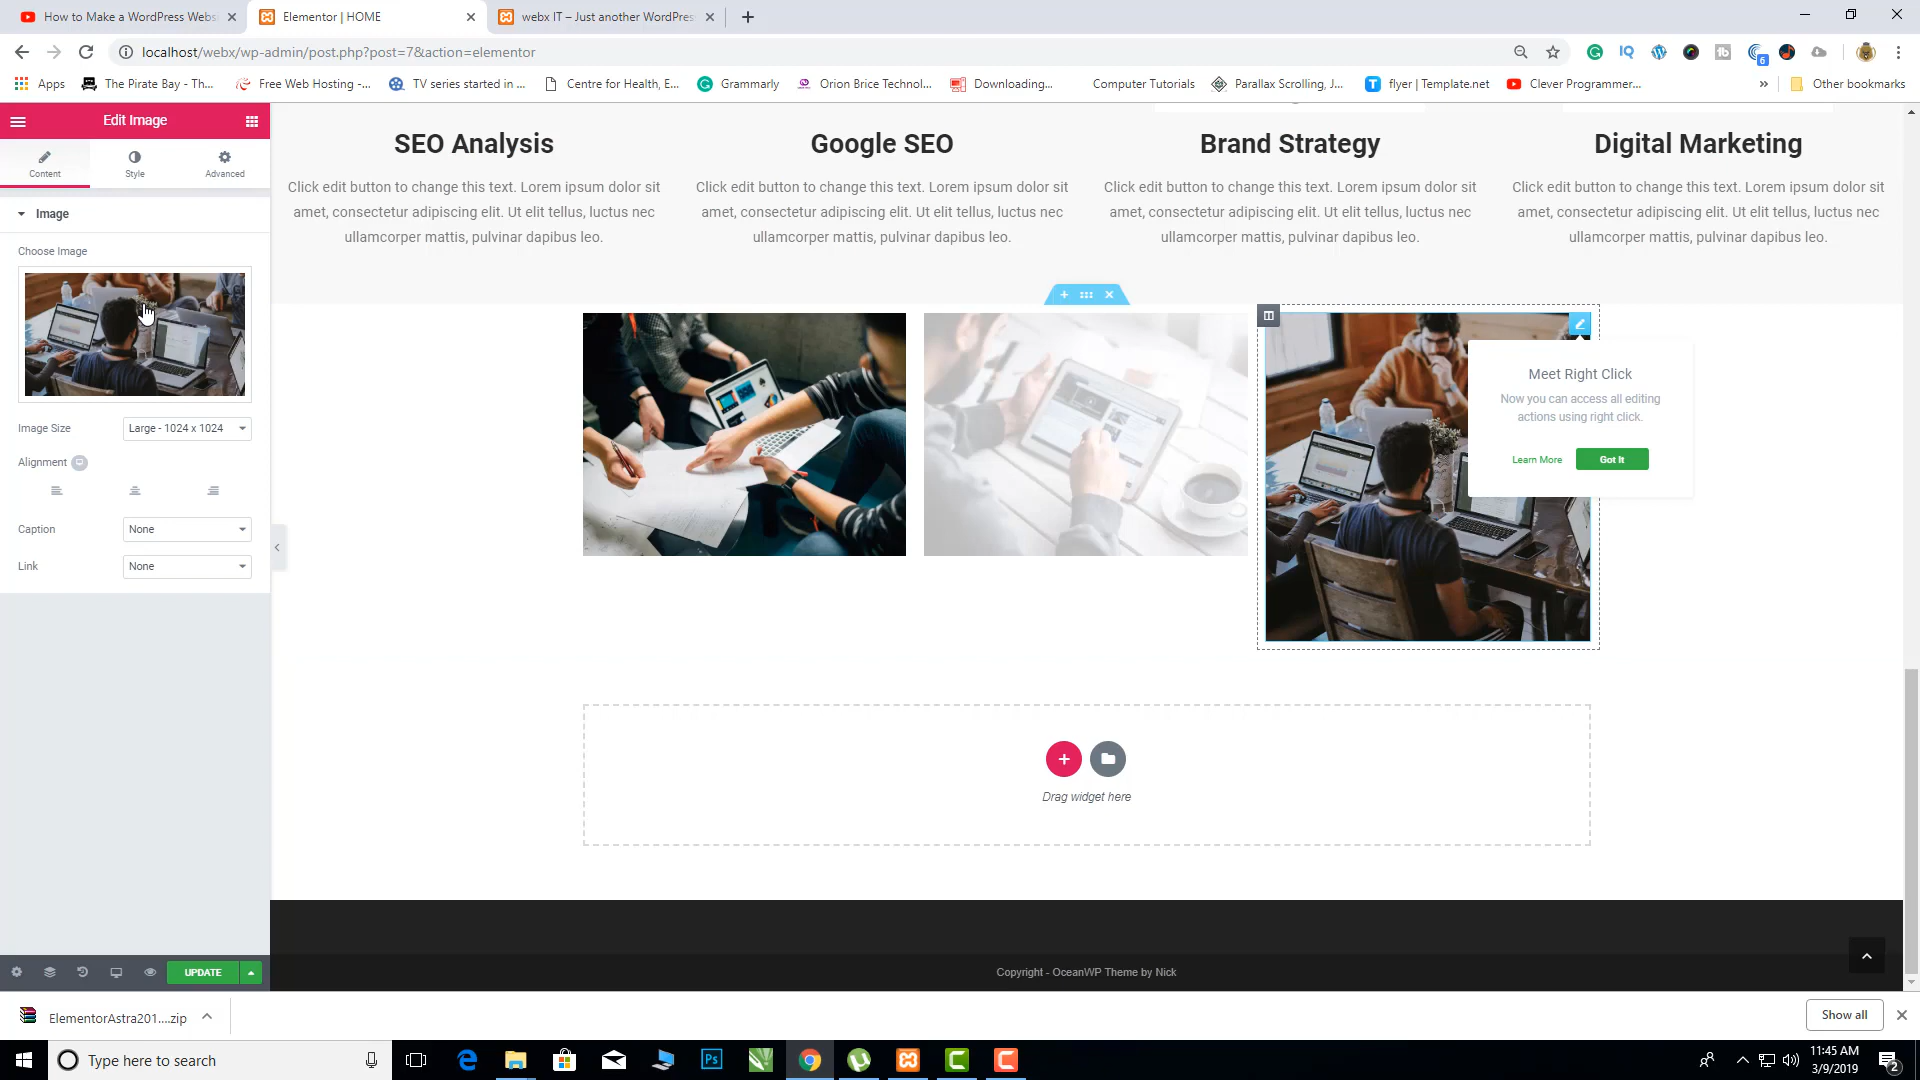 How to Make a WordPress Webs
Elementor | HOME
webx IT – Just another WordPres
localhost/webx/wp-admin/post.php?post=7&action=elementor
Apps
The Pirate Bay - Th...
Free Web Hosting -...
TV series started in ...
Centre for Health, E...
Grammarly
Orion Brice Technol...
Downloading...
Computer Tutorials
Parallax Scrolling, J...
flyer | Template.net
Clever Programmer...
»
Other bookmarks
Edit Image
Content
Style
Advanced
Image
Choose Image
Image Size
Large - 1024 x 1024
Alignment
Caption
None
Link
None
UPDATE
SEO Analysis
Click edit button to change this text. Lorem ipsum dolor sit
amet, consectetur adipiscing elit. Ut elit tellus, luctus nec
ullamcorper mattis, pulvinar dapibus leo.
Google SEO
Click edit button to change this text. Lorem ipsum dolor sit
amet, consectetur adipiscing elit. Ut elit tellus, luctus nec
ullamcorper mattis, pulvinar dapibus leo.
Brand Strategy
Click edit button to change this text. Lorem ipsum dolor sit
amet, consectetur adipiscing elit. Ut elit tellus, luctus nec
ullamcorper mattis, pulvinar dapibus leo.
Digital Marketing
Click edit button to change this text. Lorem ipsum dolor sit
amet, consectetur adipiscing elit. Ut elit tellus, luctus nec
ullamcorper mattis, pulvinar dapibus leo.
Meet Right Click
Now you can access all editing
actions using right click.
Learn More
Got It
Drag widget here
Copyright - OceanWP Theme by Nick
ElementorAstra201....zip
Show all
Type here to search
Ps
11:45 AM
3/9/2019
2